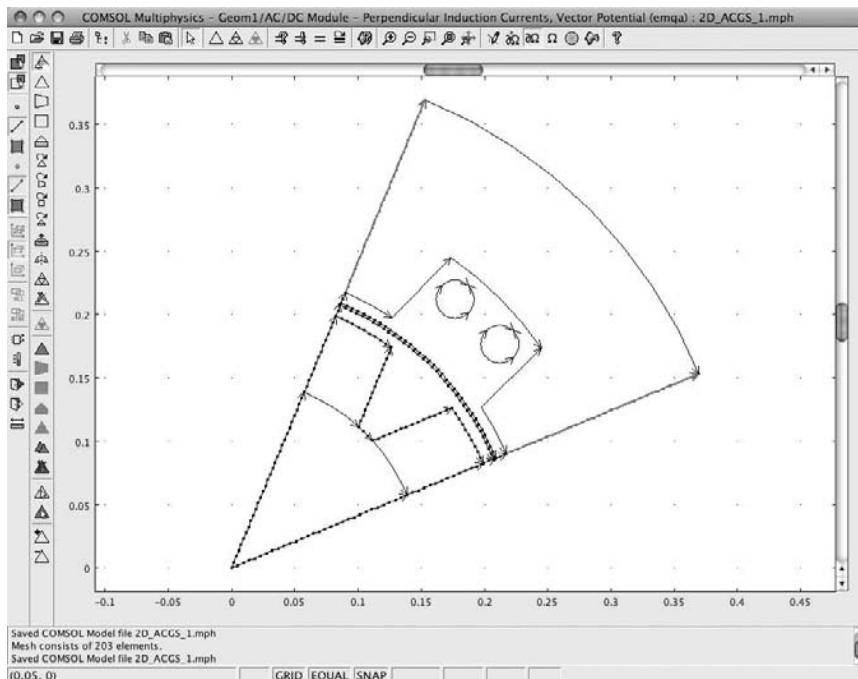 COMSOL Multiphysics - Geom1/AC/DC Module - Perpendicular Induction Currents, Vector Potential (emqa) : 2D_ACGS_1.mph
0.35
0.3
0.25
0.2
0.15
0.1
0.05
0
-0.1 -0.05 0 0.05 0.1 0.15 0.2 0.25 0.3 0.35 0.4 0.45
Saved COMSOL Model file 2D_ACGS_1.mph
Mesh consists of 203 elements.
Saved COMSOL Model file 2D_ACGS_1.mph
(0.05, 0) GRID EQUAL SNAP